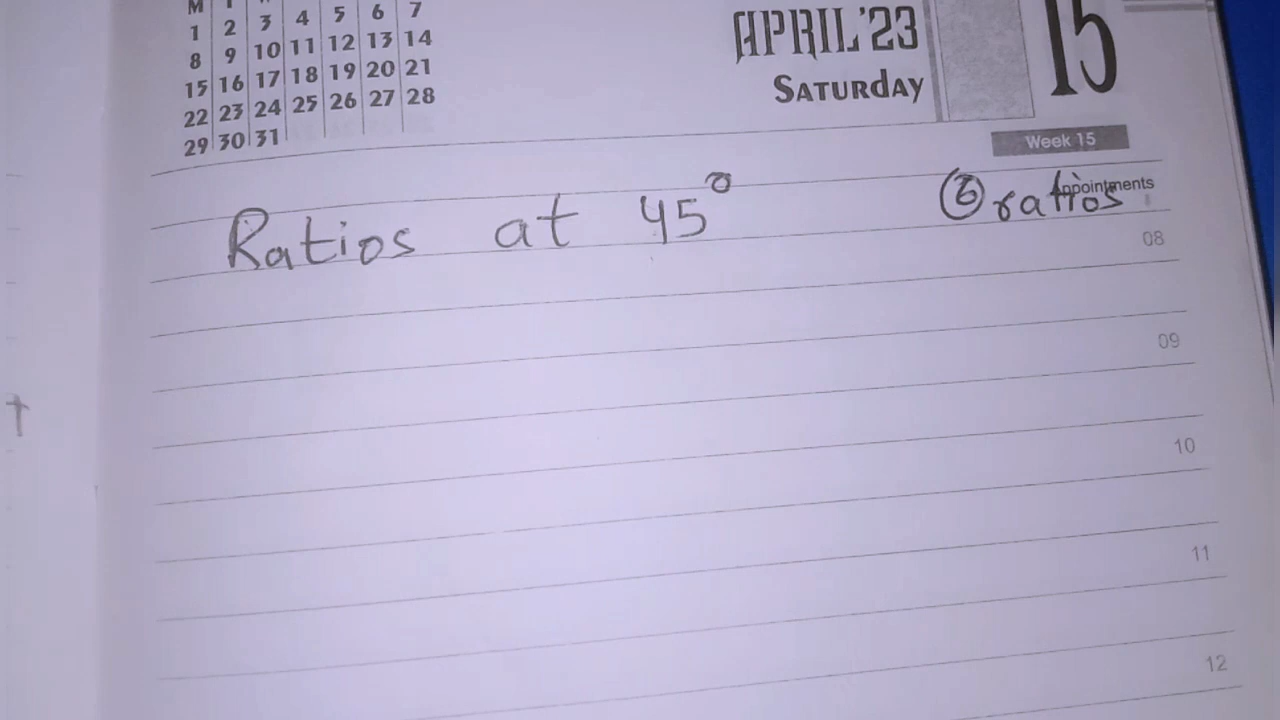 M T
1 2 3 4 5 6 7
8 9 10 11 12 13 14
15 16 17 18 19 20 21
22 23 24 25 26 27 28
29 30 31
APRIL '23
SATURdAY
15
Week 15
Appointments
Ratios at 45°
6 ratios
08
09
10
11
12